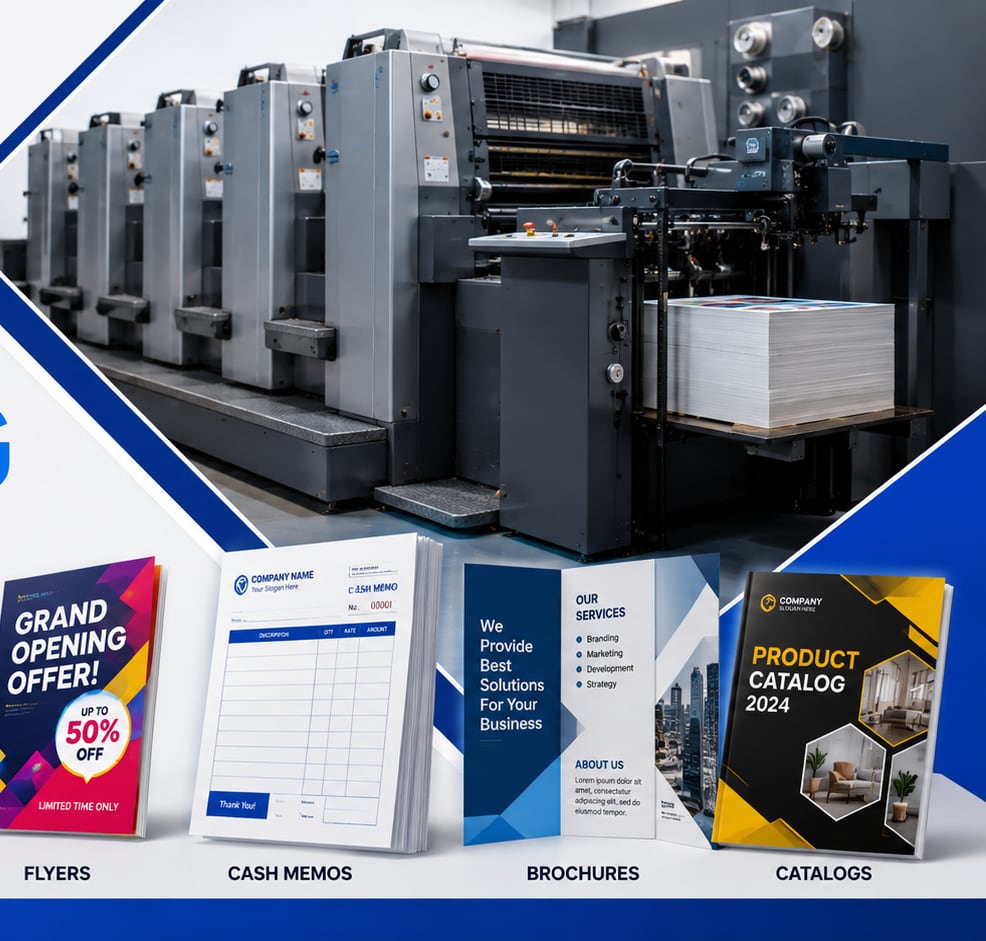 G
GRAND
OPENING
OFFER!
UP TO
50%
OFF
LIMITED TIME ONLY
COMPANY NAME
Your Slogan Here
CASH MEMO
No. 00001
QTY RATE AMOUNT
Thank You!
We
Provide
Best
Solutions
For Your
Business
OUR
SERVICES
Branding
Marketing
Development
Strategy
ABOUT US
Lorem ipsum dolor sit
amet, consectetur
adipiscing elit, sed do
eiusmod tempor.
COMPANY
SLOGAN HERE
PRODUCT
CATALOG
2024
FLYERS
CASH MEMOS
BROCHURES
CATALOGS